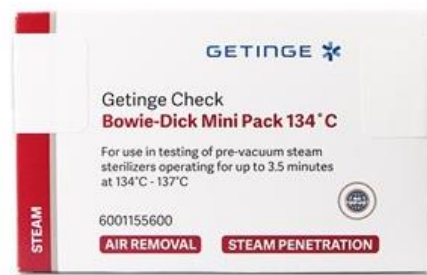 GETINGE
Getinge Check
Bowie-Dick Mini Pack 134°C
For use in testing of pre-vacuum steam
sterilizers operating for up to 3.5 minutes
at 134°C - 137°C
6001155600
STEAM
AIR REMOVAL
STEAM PENETRATION